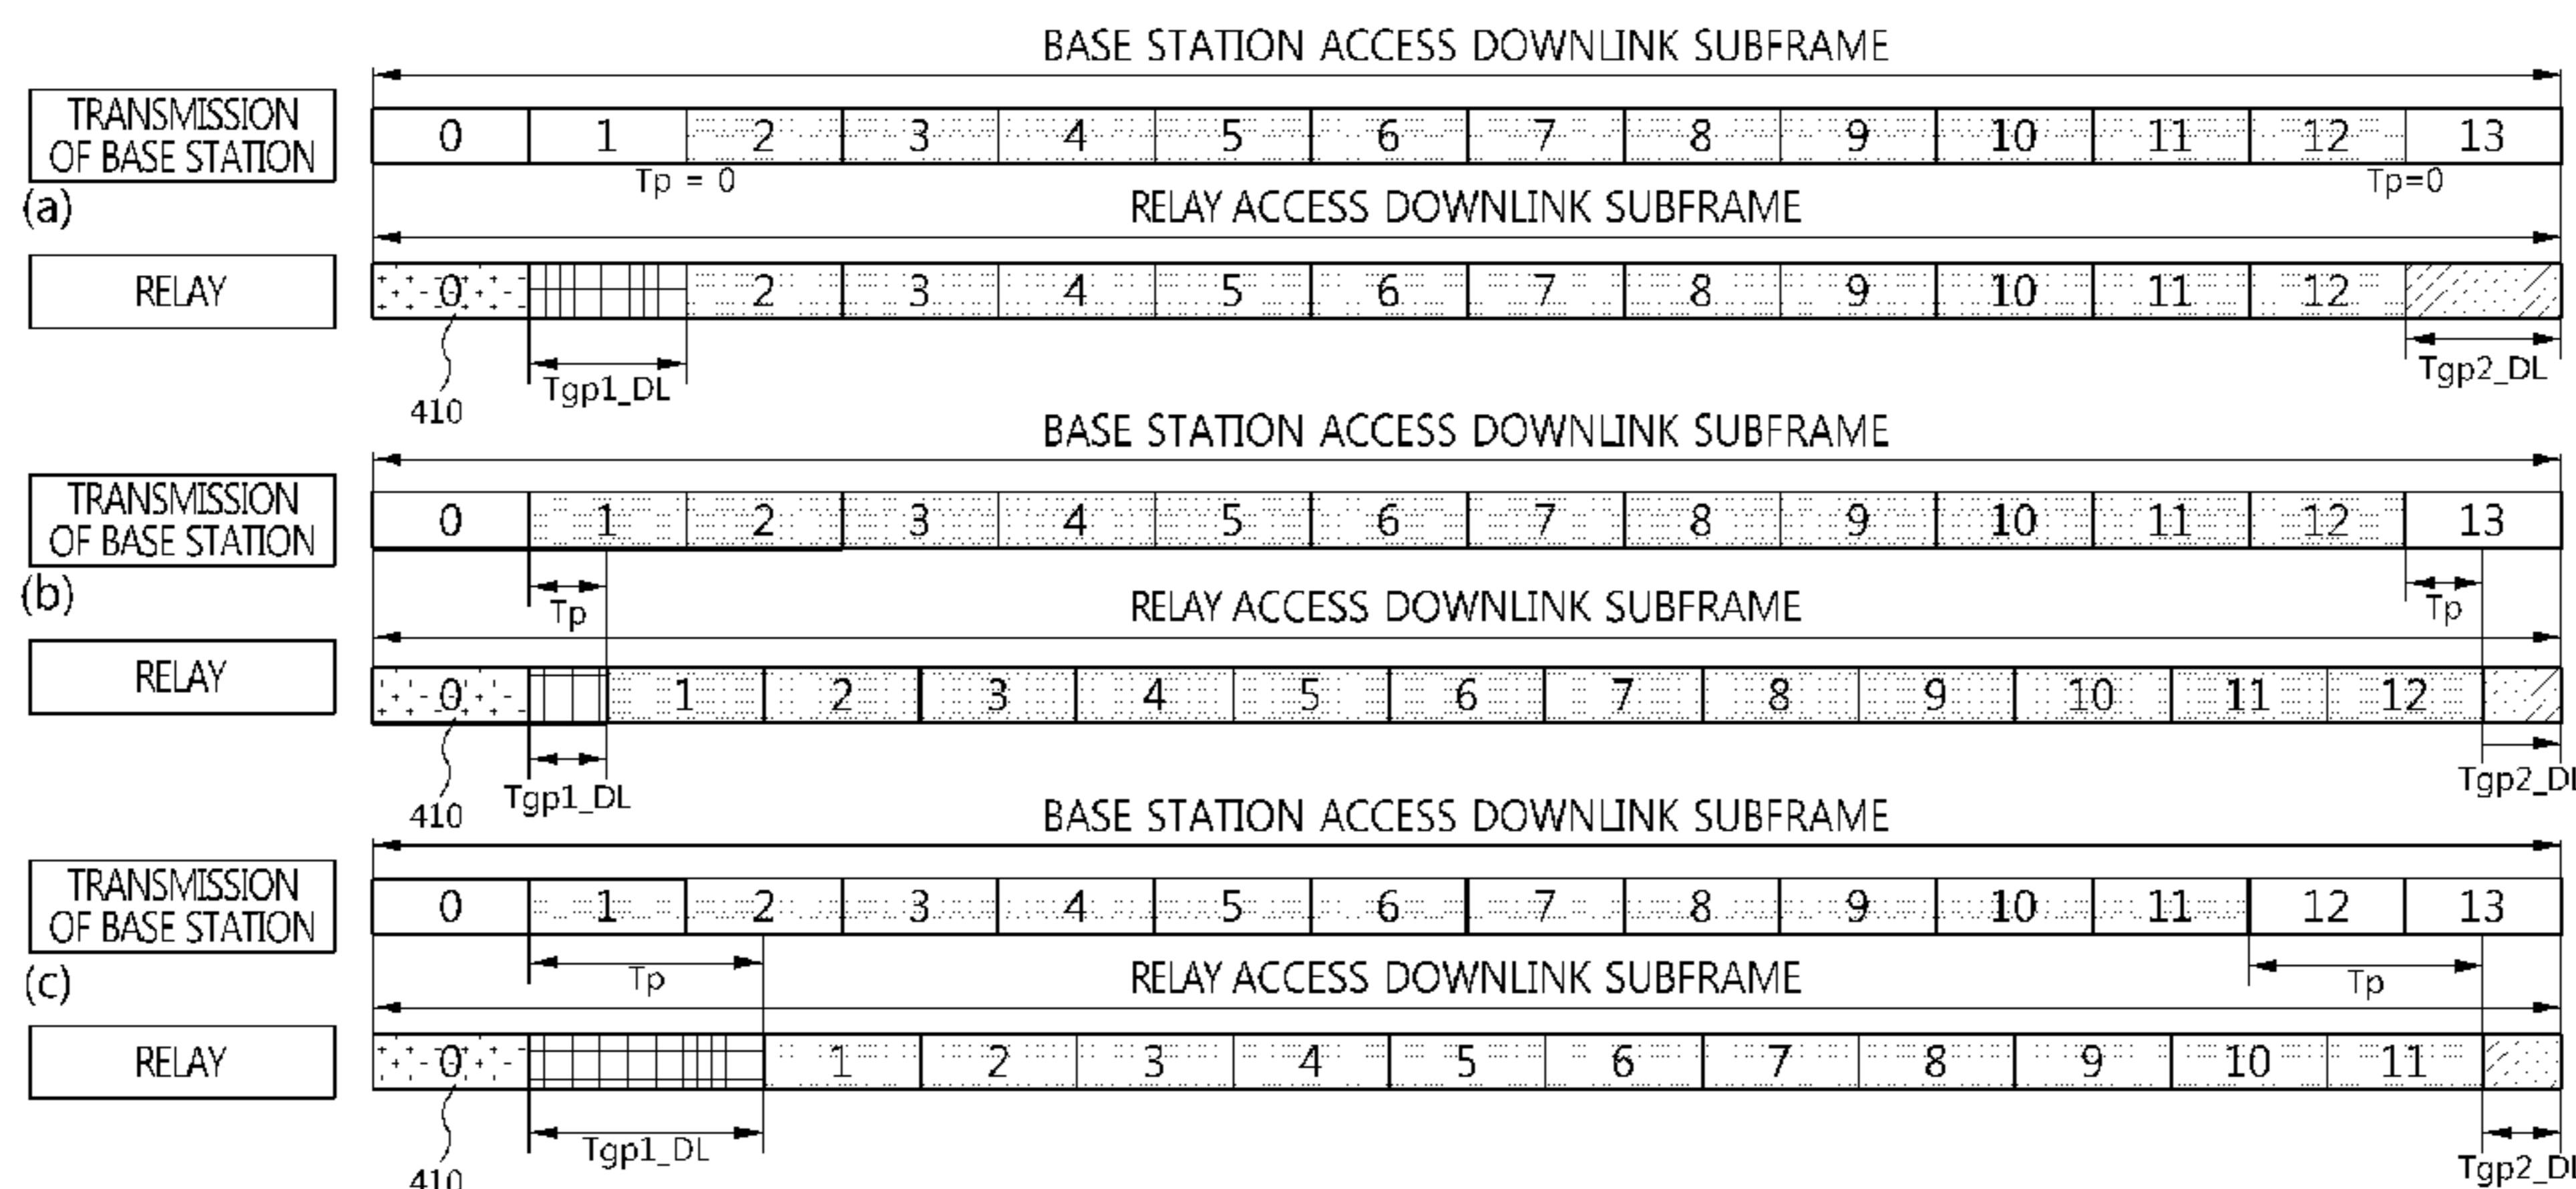 BASE STATION ACCESS DOWNLINK SUBFRAME
TRANSMISSION
OF BASE STATION
0 1 2 3 4 5 6 7 8 9 10 11 12 13
Tp = 0 Tp=0
(a)
RELAY ACCESS DOWNLINK SUBFRAME
RELAY
0 2 3 4 5 6 7 8 9 10 11 12
Tgp1_DL Tgp2_DL
410
BASE STATION ACCESS DOWNLINK SUBFRAME
TRANSMISSION
OF BASE STATION
0 1 2 3 4 5 6 7 8 9 10 11 12 13
(b)
Tp Tp
RELAY ACCESS DOWNLINK SUBFRAME
RELAY
0 1 2 3 4 5 6 7 8 9 10 11 12
Tgp1_DL Tgp2_DL
410
BASE STATION ACCESS DOWNLINK SUBFRAME
TRANSMISSION
OF BASE STATION
0 1 2 3 4 5 6 7 8 9 10 11 12 13
(c)
Tp Tp
RELAY ACCESS DOWNLINK SUBFRAME
RELAY
0 1 2 3 4 5 6 7 8 9 10 11
Tgp1_DL Tgp2_DL
410